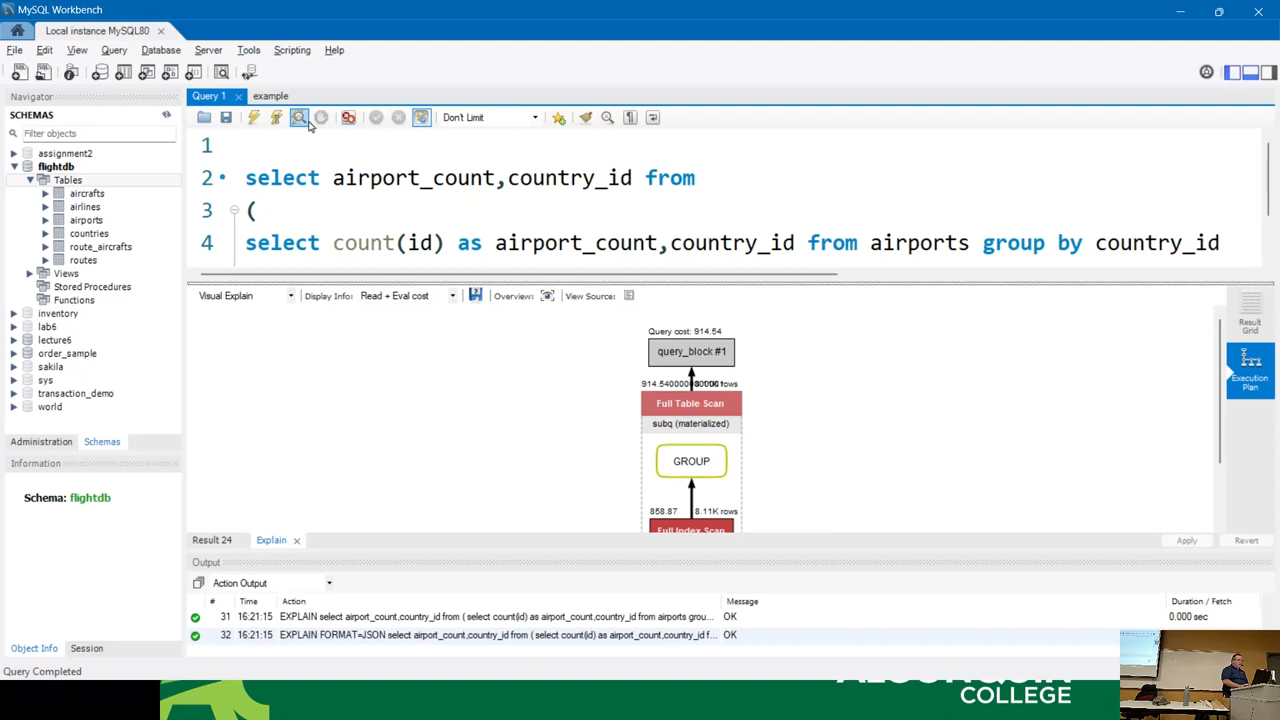 MySQL Workbench
Local instance MySQL80
File Edit View Query Database Server Tools Scripting Help
Navigator
SCHEMAS
Filter objects
assignment2
flightdb
Tables
aircrafts
airlines
airports
countries
route_aircrafts
routes
Views
Stored Procedures
Functions
inventory
lab6
lecture6
order_sample
sakila
sys
transaction_demo
world
Administration Schemas
Information
Schema: flightdb
Object Info Session
Query Completed
Query 1 example
Don't Limit
1
2 select airport_count,country_id from
3 (
4 select count(id) as airport_count,country_id from airports group by country_id
Visual Explain Display Info: Read + Eval cost Overview: View Source:
Query cost: 914.54
query_block #1
Full Table Scan
subq (materialized)
GROUP
858.87 8.11K rows
Full Index Scan
Result Grid
Execution Plan
Result 24 Explain Apply Revert
Output
Action Output
# Time Action Message Duration / Fetch
31 16:21:15 EXPLAIN select airport_count,country_id from ( select count(id) as airport_count,country_id from airports grou... OK 0.000 sec
32 16:21:15 EXPLAIN FORMAT=JSON select airport_count,country_id from ( select count(id) as airport_count,country_id f... OK
COLLEGE